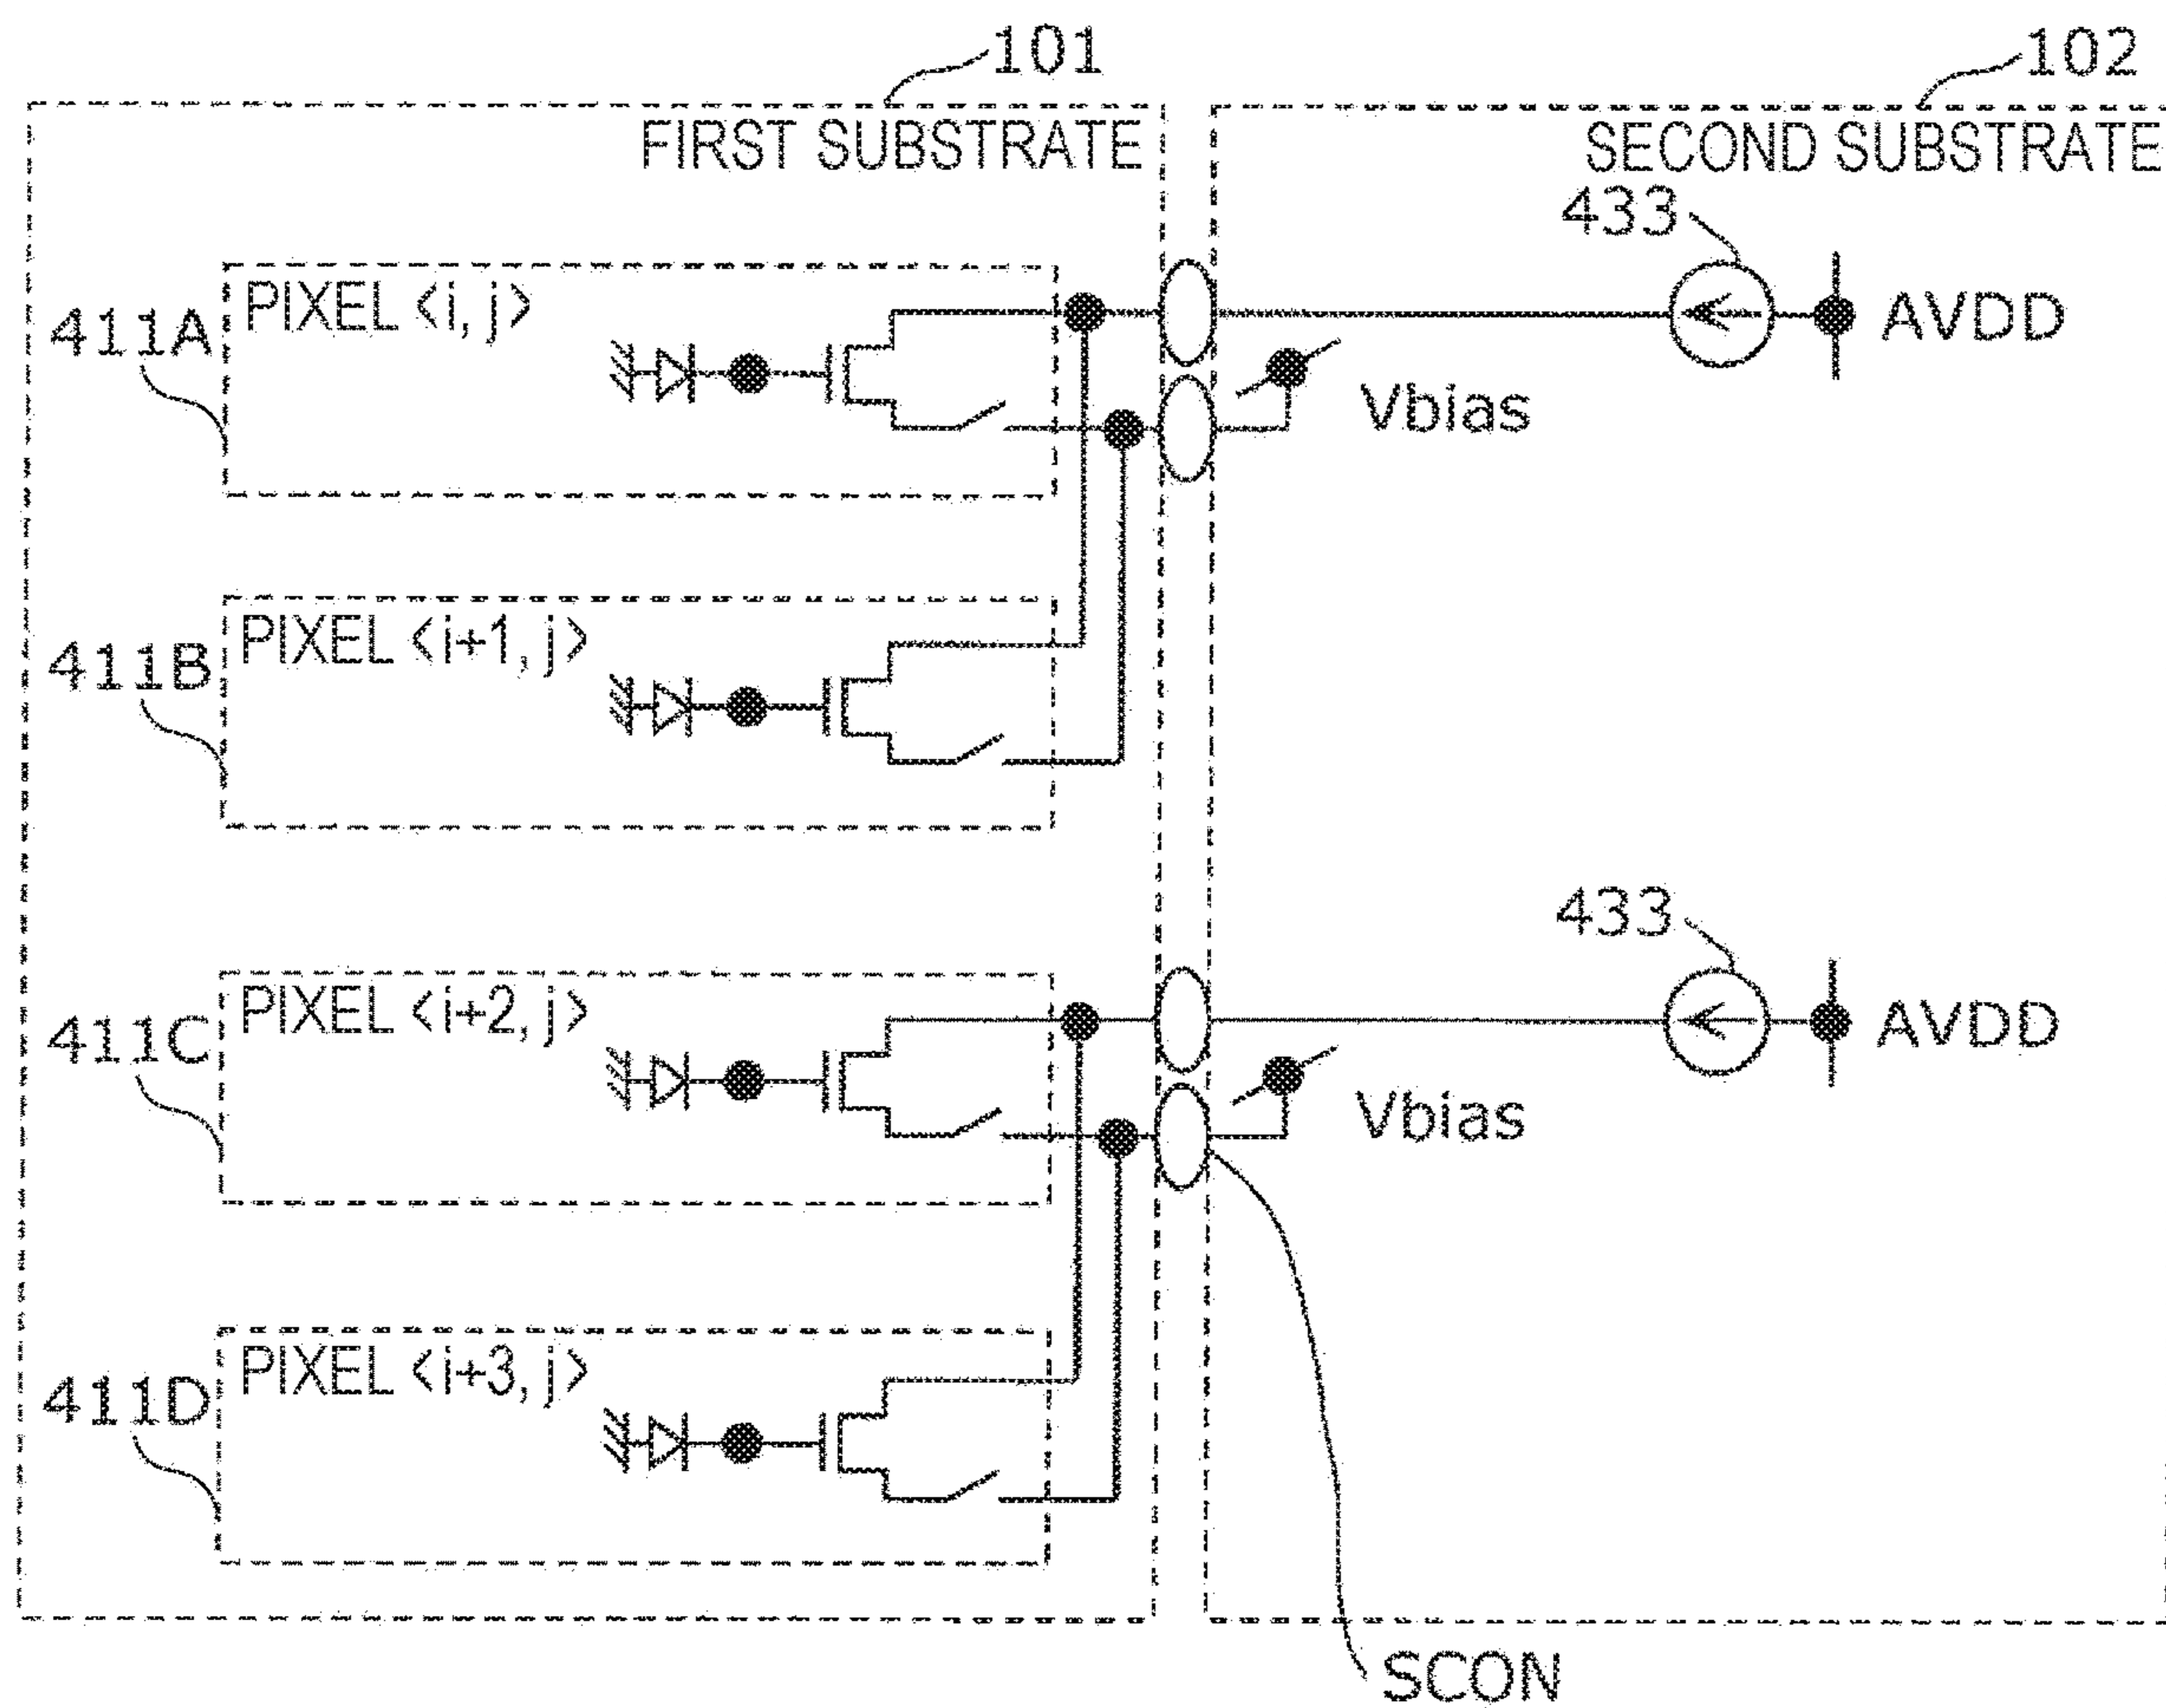 101
102
FIRST SUBSTRATE
SECOND SUBSTRATE
433
411A
PIXEL <i, j>
AVDD
Vbias
411B
PIXEL <i+1, j>
433
411C
PIXEL <i+2, j>
AVDD
Vbias
411D
PIXEL <i+3, j>
SCON